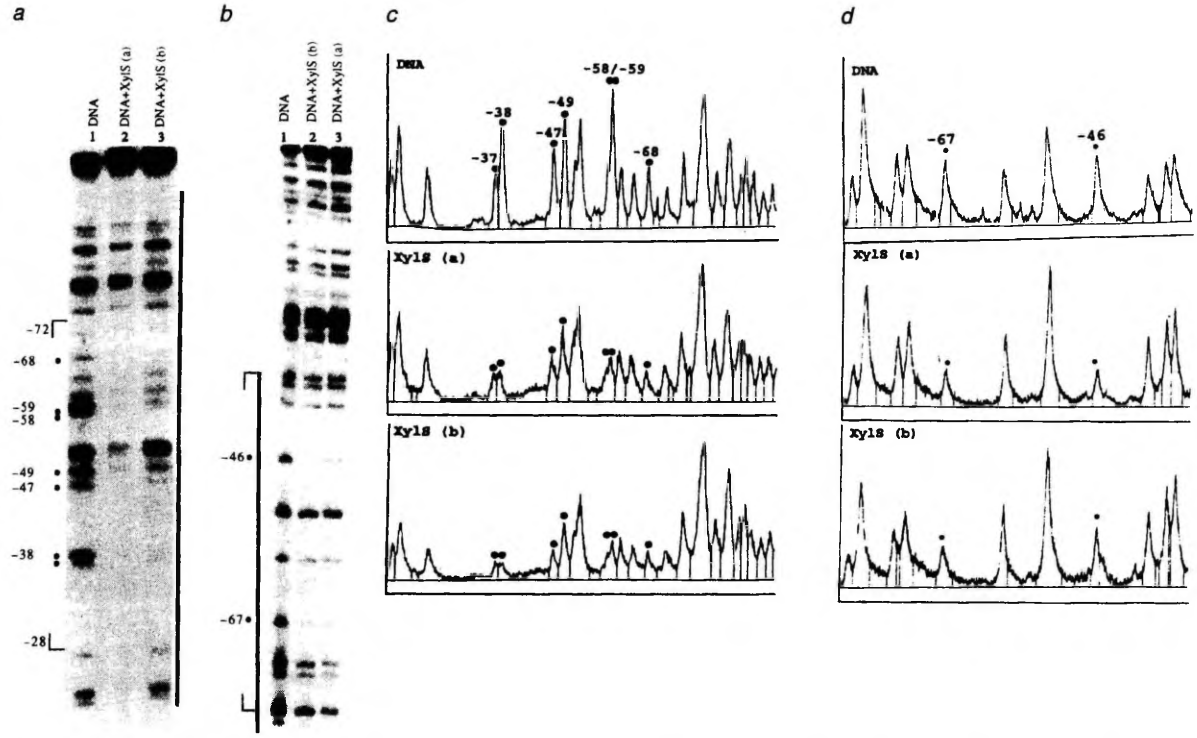 a
DNA
DNA+XylS (a)
DNA+XylS (b)
1
2
3
-72
-68
-59
-58
-49
-47
-38
-28
b
DNA
DNA+XylS (b)
DNA+XylS (a)
1
2
3
-46
-67
c
DNA
-58/-59
-38
-49
-47
-37
-68
XylS (a)
XylS (b)
d
DNA
-67
-46
XylS (a)
XylS (b)